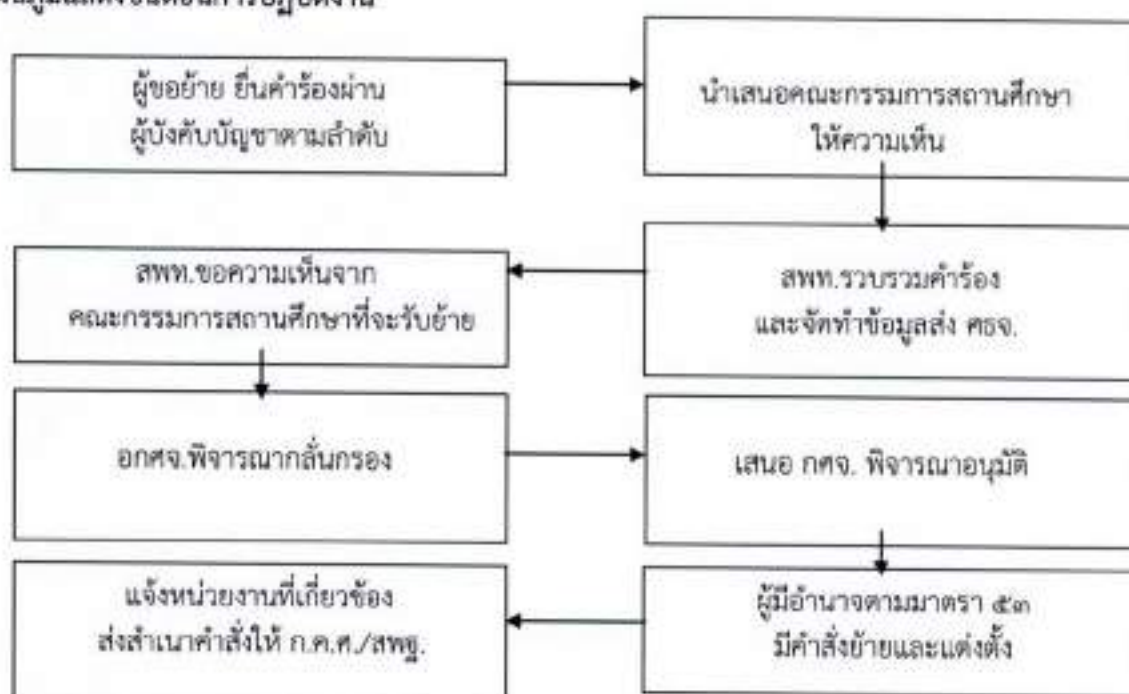 ผู้ขอย้าย ยื่นคำร้องผ่าน
ผู้บังคับบัญชาตามลำดับ
นำเสนอคณะกรรมการสถานศึกษา
ให้ความเห็น
สพท.รวบรวมคำร้อง
และจัดทำข้อมูลส่ง ศธจ.
สพท.ขอความเห็นจาก
คณะกรรมการสถานศึกษาที่จะรับย้าย
อกศจ.พิจารณากลั่นกรอง
เสนอ กศจ. พิจารณาอนุมัติ
ผู้มีอำนาจตามมาตรา ๕๓
มีคำสั่งย้ายและแต่งตั้ง
แจ้งหน่วยงานที่เกี่ยวข้อง
ส่งสำเนาคำสั่งให้ ก.ค.ศ./สพฐ.